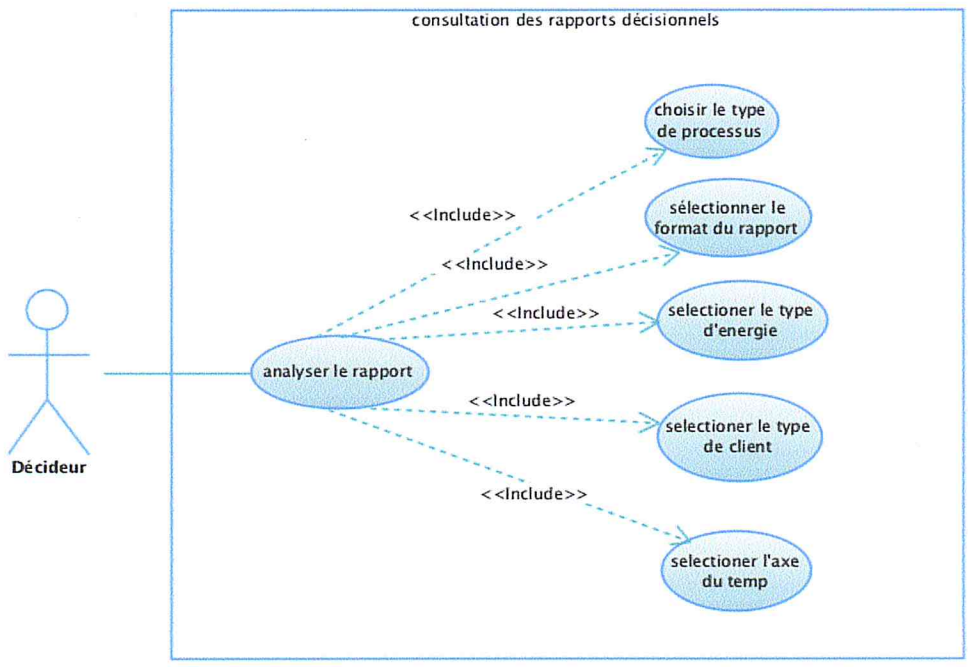 consultation des rapports décisionnels
choisir le type
de processus
<<Include>>
sélectionner le
format du rapport
<<Include>>
<<Include>>
selectioner le type
d'energie
analyser le rapport
<<Include>>
selectioner le type
de client
Décideur
<<Include>>
selectioner l'axe
du temp